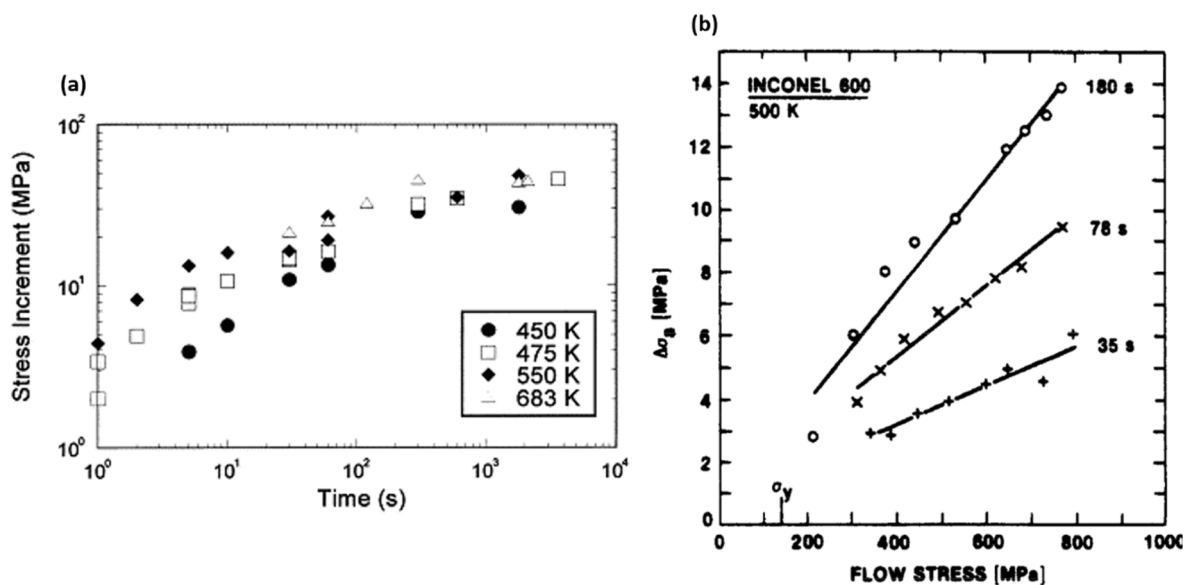 (a)
Stress Increment (MPa)
10²
10¹
10⁰
450 K
475 K
550 K
683 K
10⁰ 10¹ 10² 10³ 10⁴
Time (s)
(b)
Δσₐ [MPa]
14
12
10
8
6
4
2
0
INCONEL 600
500 K
180 s
78 s
35 s
σy
0 200 400 600 800 1000
FLOW STRESS [MPa]